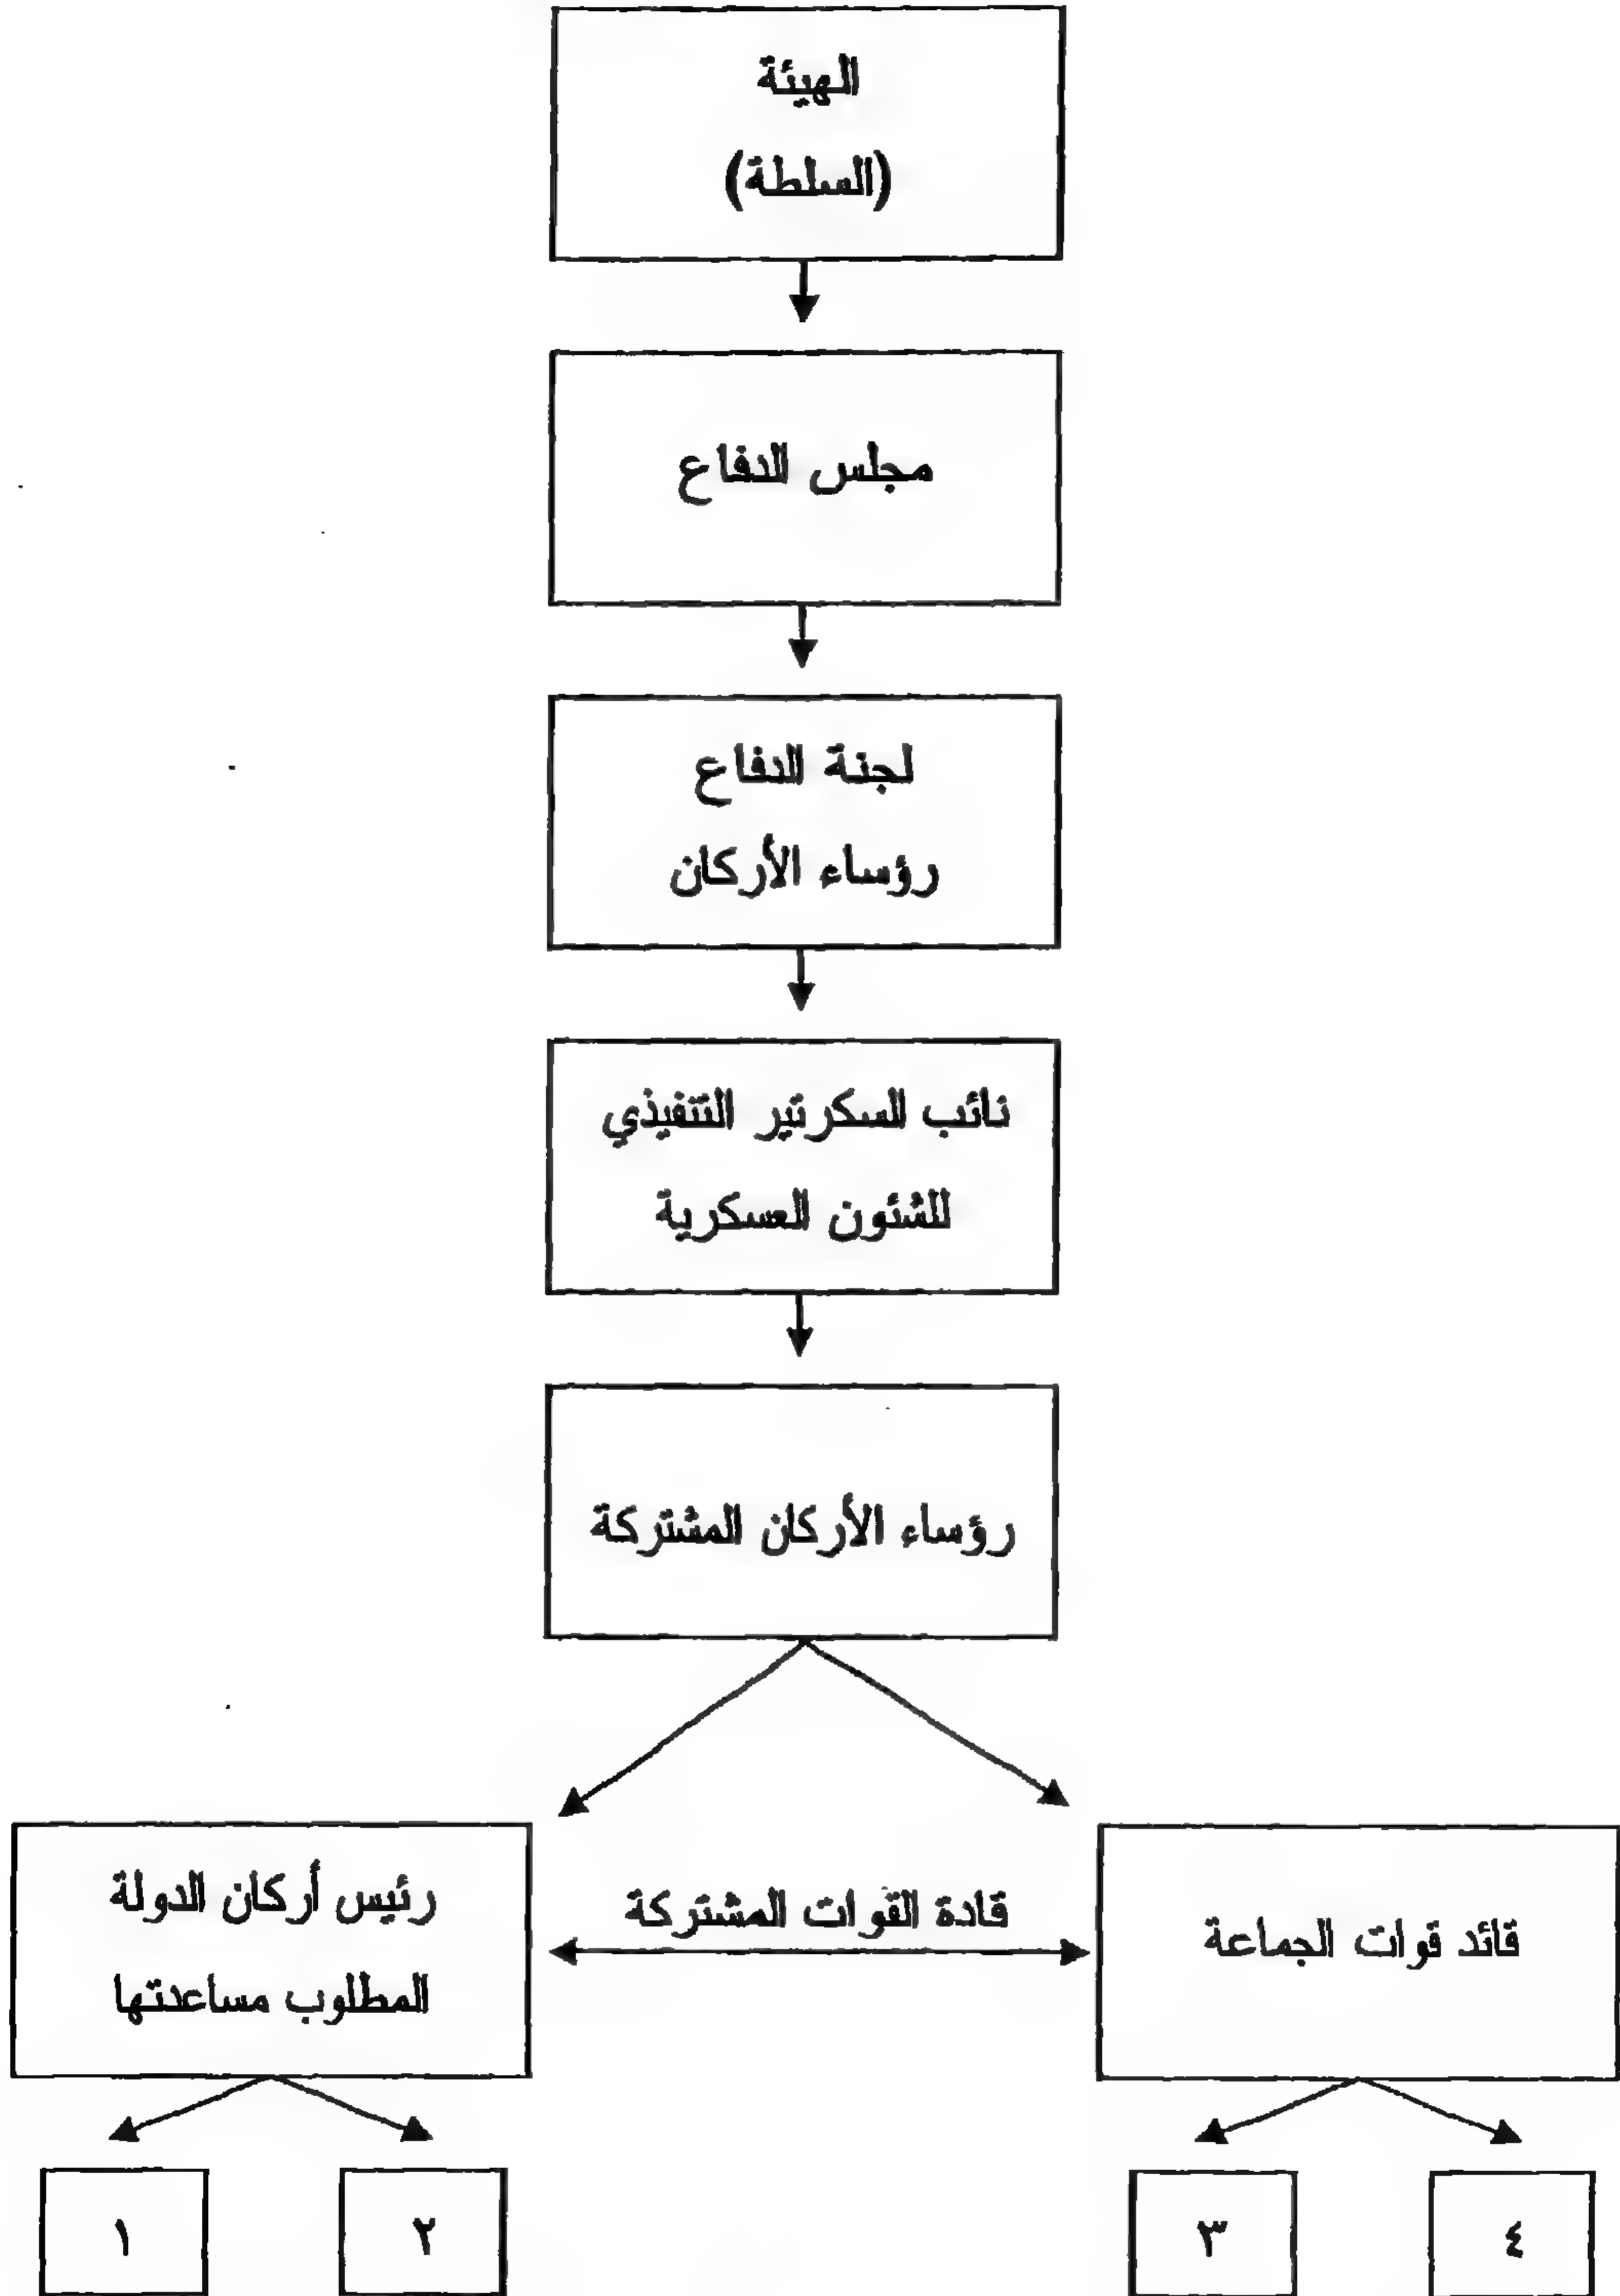 الهيئة
(السلطة)
مجلس الدفاع
لجنة الدفاع
رؤساء الأركان
نائب السكرتير التنفيذي
للشئون العسكرية
رؤساء الأركان المشتركة
قائد قوات الجماعة
قادة القوات المشتركة
رئيس أركان الدولة
المطلوب مساعدتها
٤
٣
٢
١